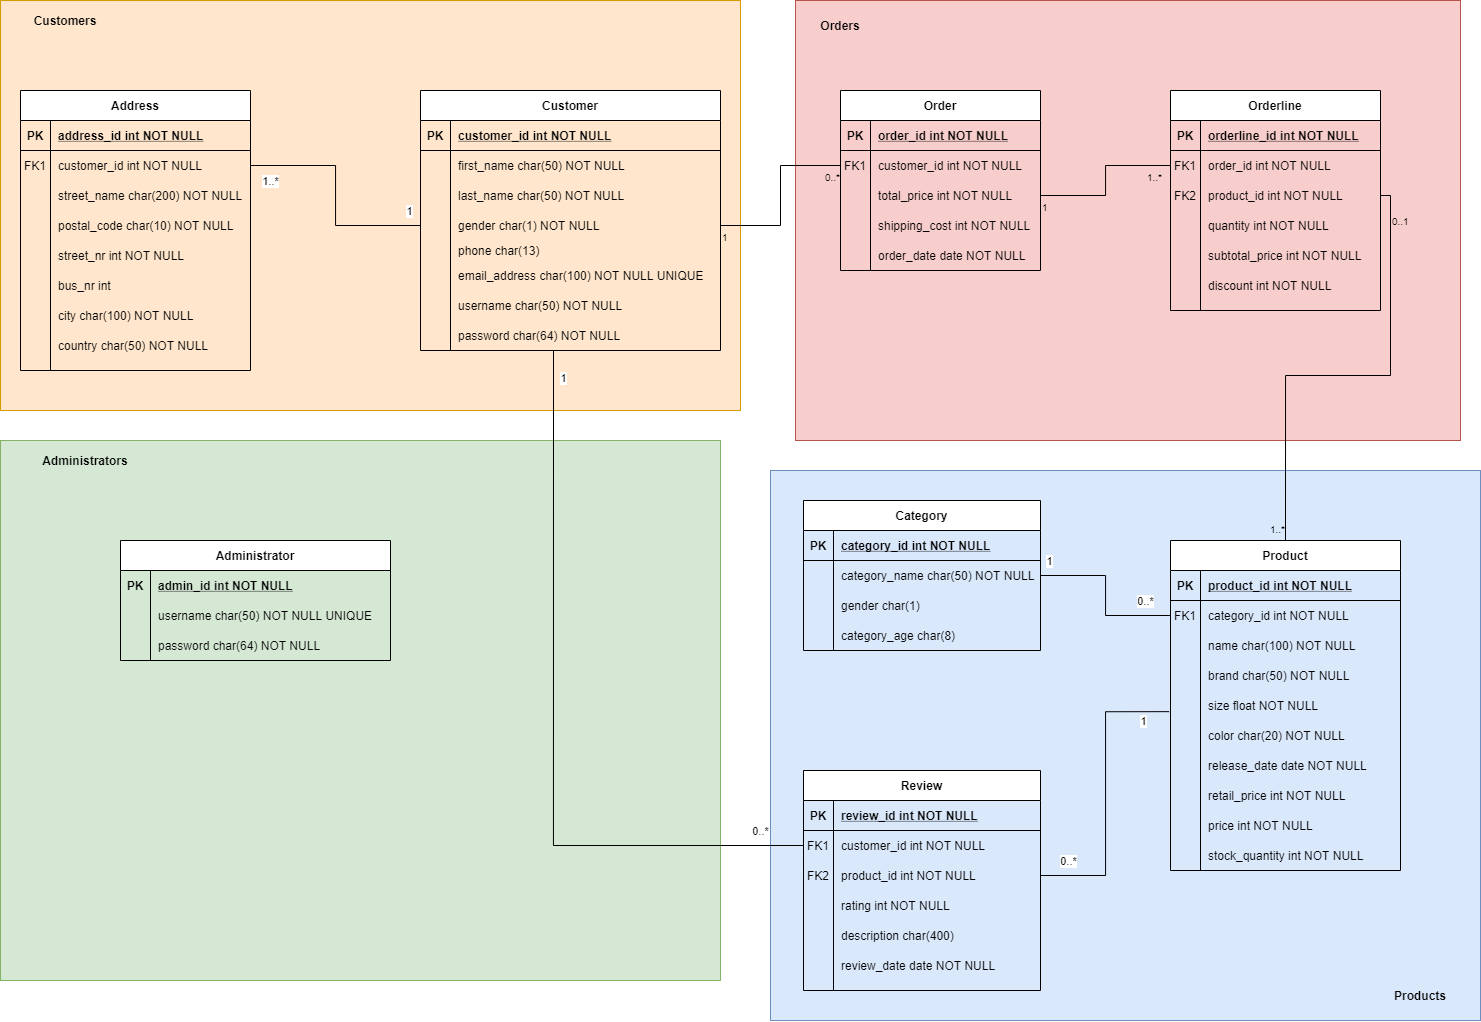 Customers
Address
PK address_id int NOT NULL
FK1 customer_id int NOT NULL
street_name char(200) NOT NULL
postal_code char(10) NOT NULL
street_nr int NOT NULL
bus_nr int
city char(100) NOT NULL
country char(50) NOT NULL
1..*
1
Customer
PK customer_id int NOT NULL
first_name char(50) NOT NULL
last_name char(50) NOT NULL
gender char(1) NOT NULL
phone char(13)
email_address char(100) NOT NULL UNIQUE
username char(50) NOT NULL
password char(64) NOT NULL
1
1
0..*
Orders
Order
PK order_id int NOT NULL
FK1 customer_id int NOT NULL
total_price int NOT NULL
shipping_cost int NOT NULL
order_date date NOT NULL
1
1..*
Orderline
PK orderline_id int NOT NULL
FK1 order_id int NOT NULL
FK2 product_id int NOT NULL
quantity int NOT NULL
subtotal_price int NOT NULL
discount int NOT NULL
0..1
1..*
Administrators
Administrator
PK admin_id int NOT NULL
username char(50) NOT NULL UNIQUE
password char(64) NOT NULL
Category
PK category_id int NOT NULL
category_name char(50) NOT NULL
gender char(1)
category_age char(8)
1
0..*
Product
PK product_id int NOT NULL
FK1 category_id int NOT NULL
name char(100) NOT NULL
brand char(50) NOT NULL
size float NOT NULL
color char(20) NOT NULL
release_date date NOT NULL
retail_price int NOT NULL
price int NOT NULL
stock_quantity int NOT NULL
1
0..*
0..*
Review
PK review_id int NOT NULL
FK1 customer_id int NOT NULL
FK2 product_id int NOT NULL
rating int NOT NULL
description char(400)
review_date date NOT NULL
Products